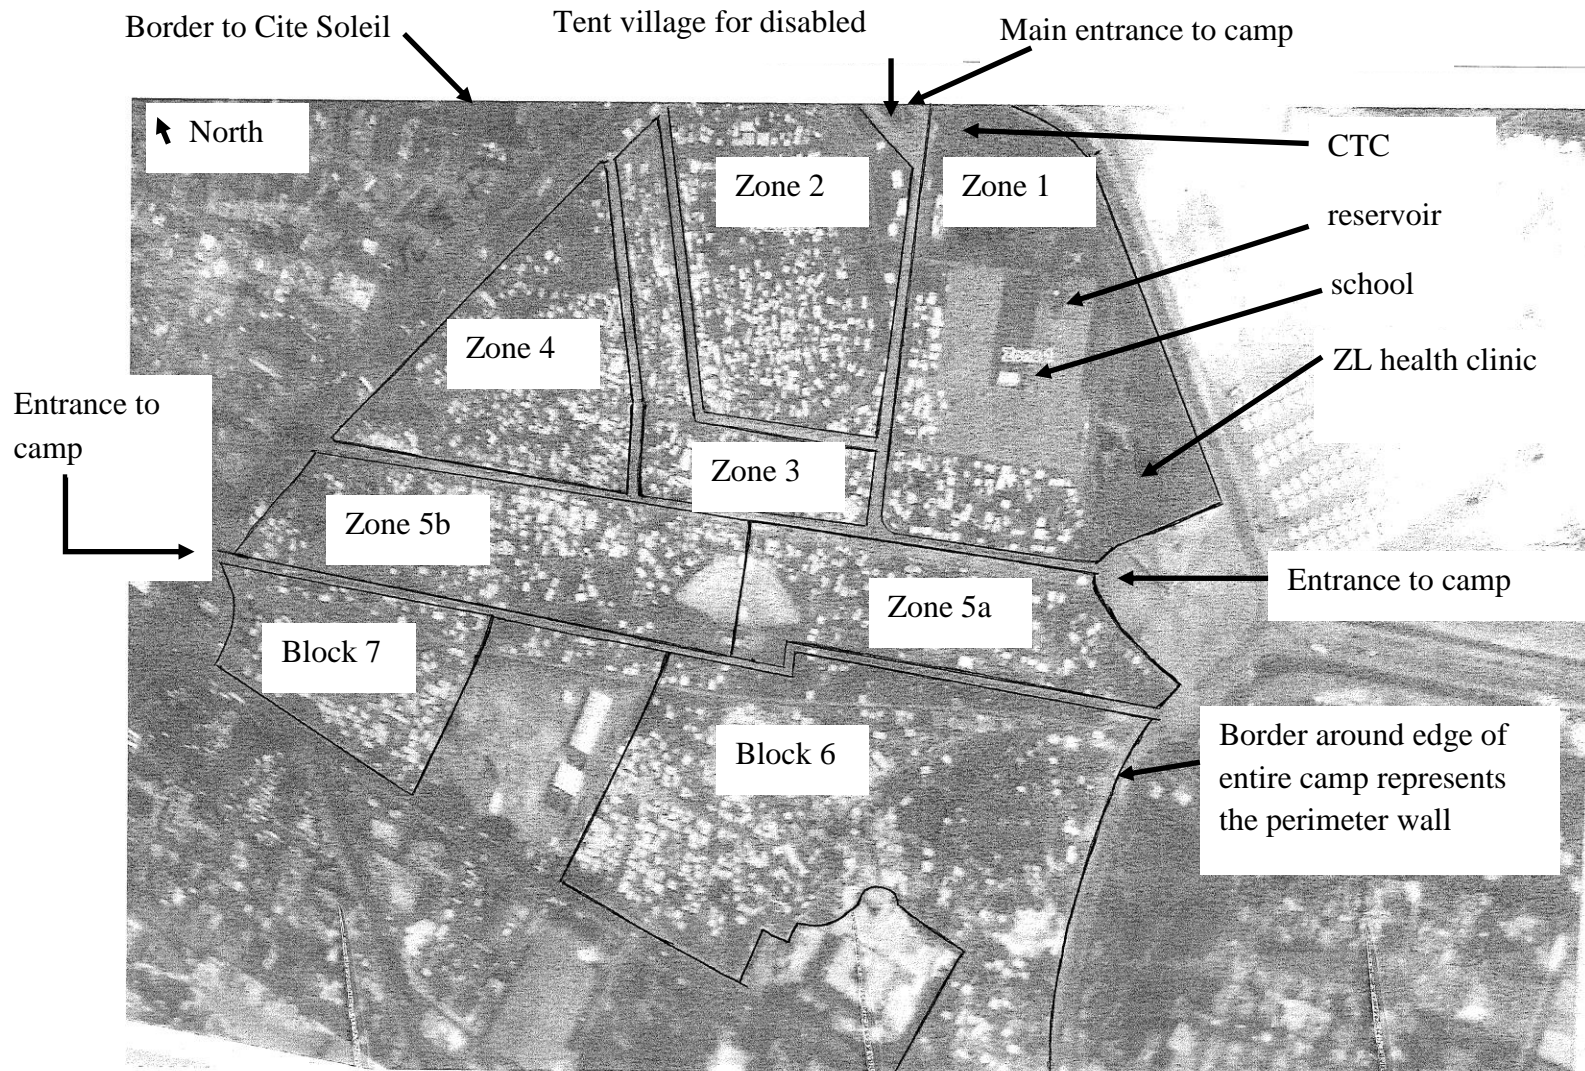 Border to Cite Soleil
Tent village for disabled
Main entrance to camp
North
CTC
Zone 2
Zone 1
reservoir
school
Zone 4
ZL health clinic
Entrance to
camp
Zone 3
Zone 5b
Entrance to camp
Zone 5a
Block 7
Block 6
Border around edge of
entire camp represents
the perimeter wall